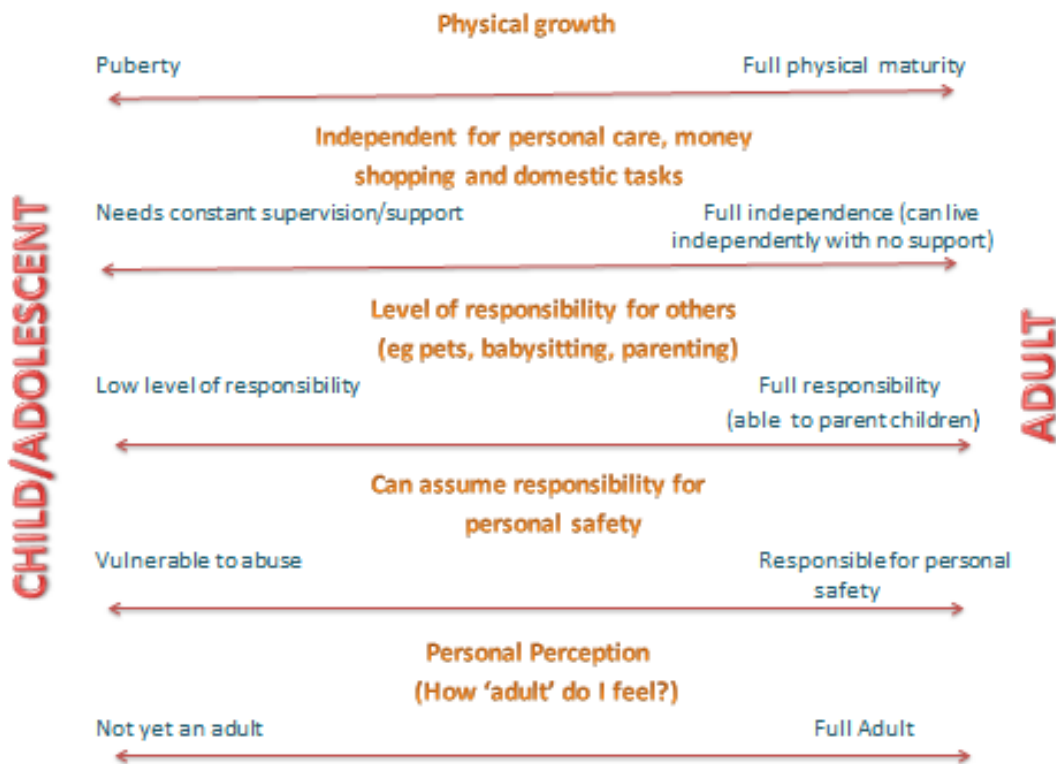 Physical growth
Puberty
Full physical maturity
Independent for personal care, money
shopping and domestic tasks
Needs constant supervision/support
Full independence (can live
independently with no support)
Level of responsibility for others
(eg pets, babysitting, parenting)
Low level of responsibility
Full responsibility
(able to parent children)
Can assume responsibility for
personal safety
Vulnerable to abuse
Responsible for personal
safety
Personal Perception
(How ‘adult’ do I feel?)
Not yet an adult
Full Adult
CHILD/ADOLESCENT
ADULT